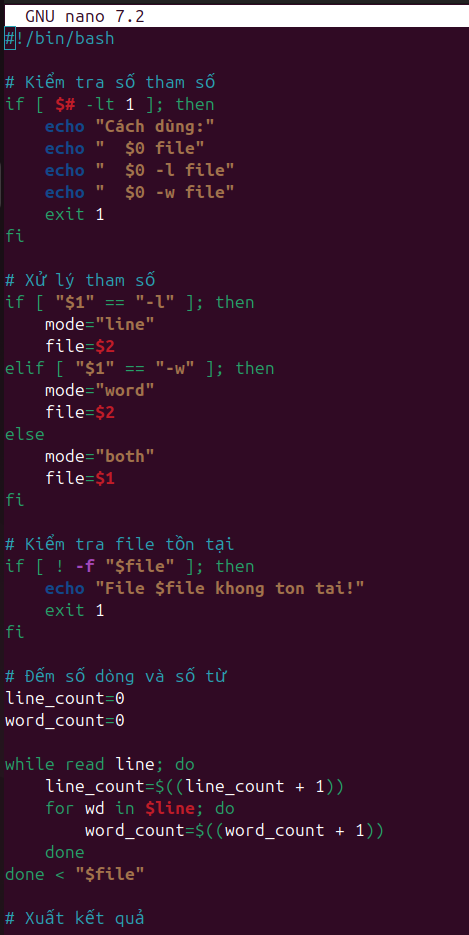 GNU nano 7.2
#!/bin/bash
# Kiểm tra số tham số
if [ $# -lt 1 ]; then
    echo "Cách dùng:"
    echo "  $0 file"
    echo "  $0 -l file"
    echo "  $0 -w file"
    exit 1
fi
# Xử lý tham số
if [ "$1" == "-l" ]; then
    mode="line"
    file=$2
elif [ "$1" == "-w" ]; then
    mode="word"
    file=$2
else
    mode="both"
    file=$1
fi
# Kiểm tra file tồn tại
if [ ! -f "$file" ]; then
    echo "File $file khong ton tai!"
    exit 1
fi
# Đếm số dòng và số từ
line_count=0
word_count=0
while read line; do
    line_count=$((line_count + 1))
    for wd in $line; do
        word_count=$((word_count + 1))
    done
done < "$file"
# Xuất kết quả